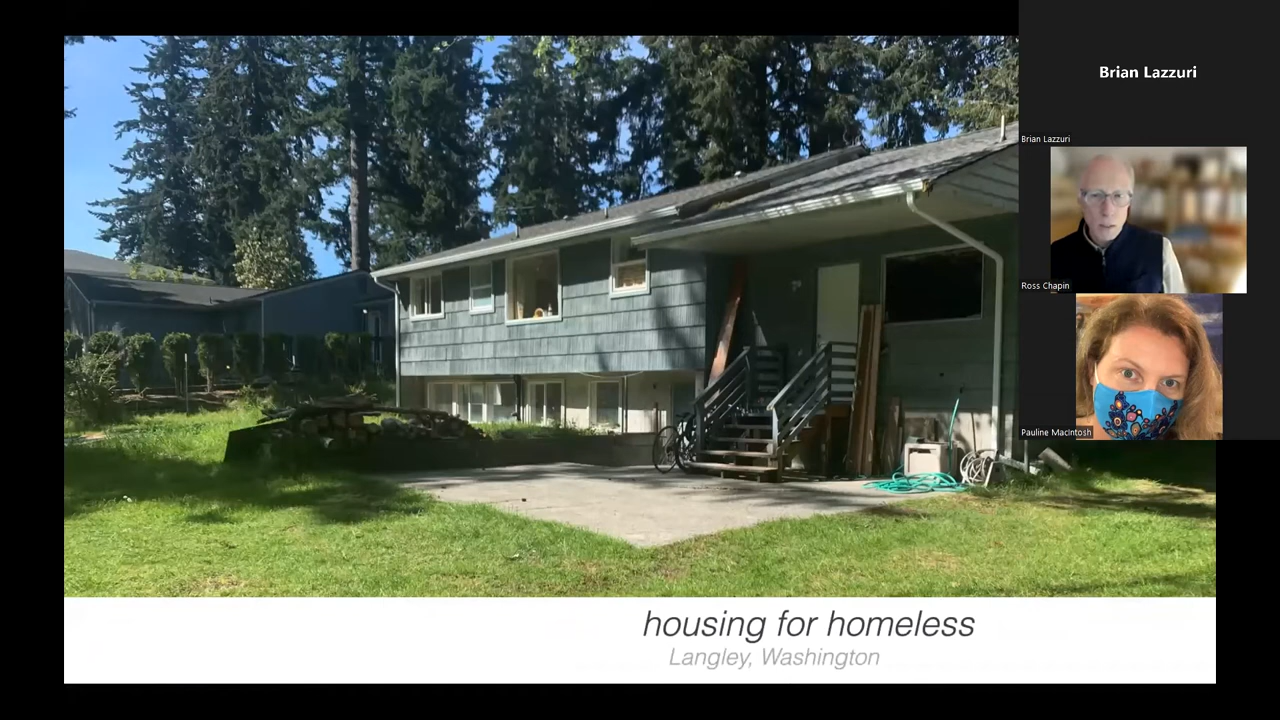 Brian Lazzuri
Brian Lazzuri
Ross Chapin
Pauline MacIntosh
housing for homeless
Langley, Washington